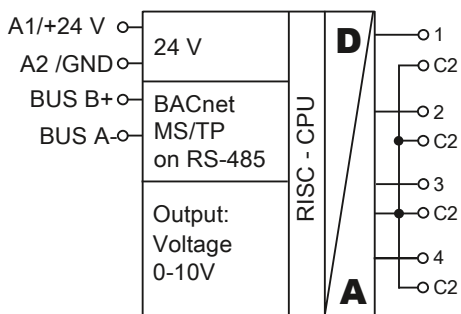 A1/+24 V
A2 /GND
BUS B+
BUS A-
24 V
BACnet
MS/TP
on RS-485
Output:
Voltage
0-10V
RISC - CPU
D
A
1
C2
2
C2
3
C2
4
C2